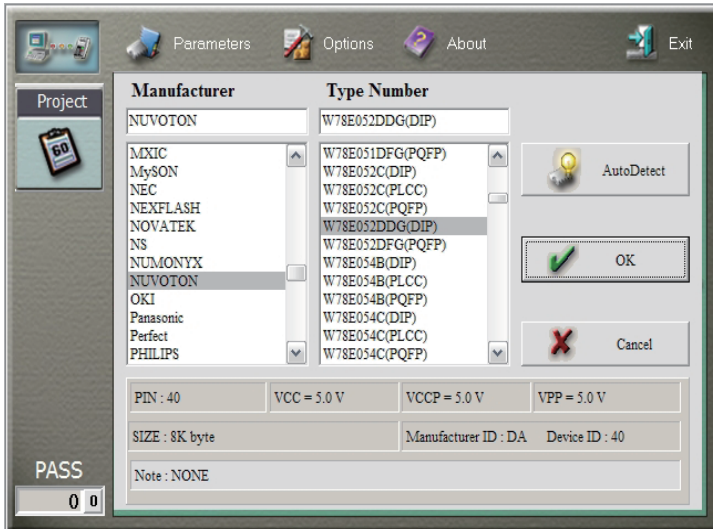 Parameters
Options
About
Exit
Project
60
Manufacturer
Type Number
NUVOTON
W78E052DDG(DIP)
MXIC
MySON
NEC
NEXFLASH
NOVATEK
NS
NUMONYX
NUVOTON
OKI
Panasonic
Perfect
PHILIPS
W78E051DFG(PQFP)
W78E052C(DIP)
W78E052C(PLCC)
W78E052C(PQFP)
W78E052DDG(DIP)
W78E052DFG(PQFP)
W78E054B(DIP)
W78E054B(PLCC)
W78E054B(PQFP)
W78E054C(DIP)
W78E054C(PLCC)
W78E054C(PQFP)
AutoDetect
OK
Cancel
PIN : 40
VCC = 5.0 V
VCCP = 5.0 V
VPP = 5.0 V
SIZE : 8K byte
Manufacturer ID : DA Device ID : 40
Note : NONE
PASS
0 0